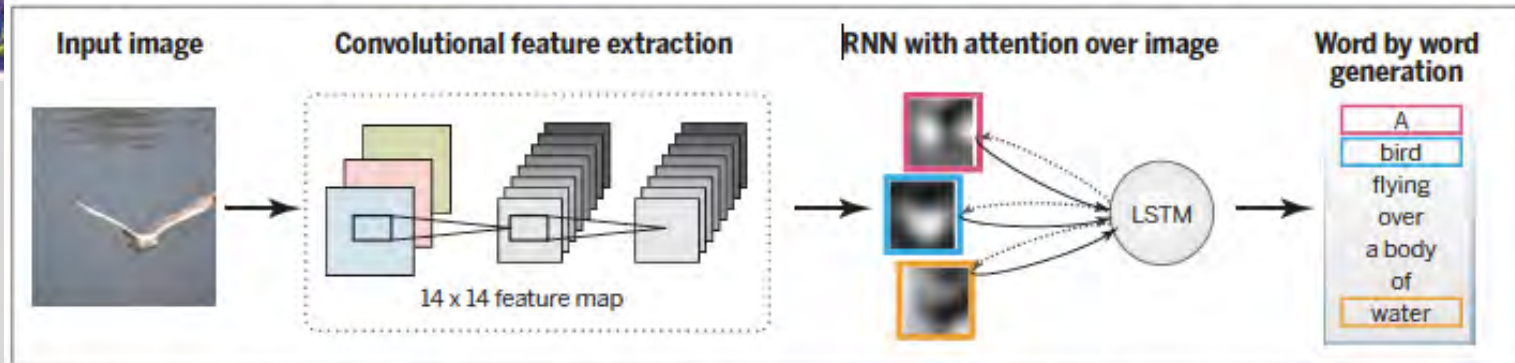 Input image
Convolutional feature extraction
RNN with attention over image
Word by word
generation
14 x 14 feature map
LSTM
A
bird
flying
over
a body
of
water